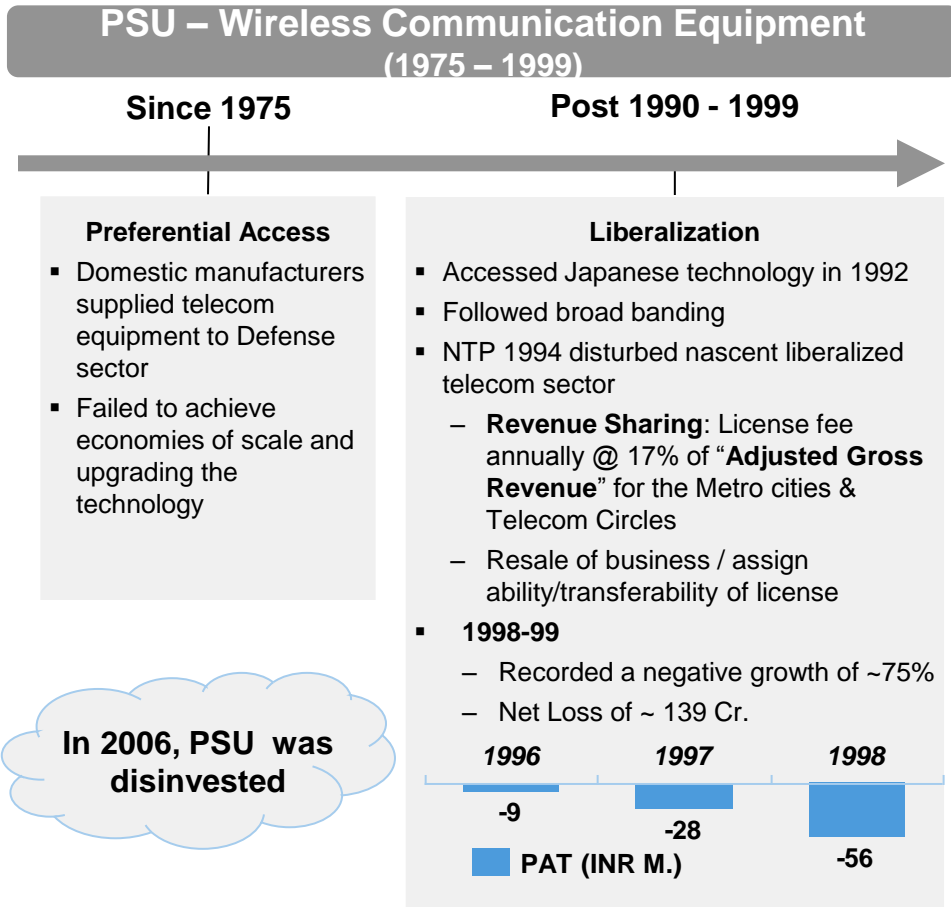 PSU – Wireless Communication Equipment
(1975 – 1999)
Since 1975
Post 1990 - 1999
Preferential Access
▪ Domestic manufacturers
supplied telecom
equipment to Defense
sector
▪ Failed to achieve
economies of scale and
upgrading the
technology
In 2006, PSU was
disinvested
Liberalization
▪ Accessed Japanese technology in 1992
▪ Followed broad banding
▪ NTP 1994 disturbed nascent liberalized
telecom sector
– Revenue Sharing: License fee
annually @ 17% of “Adjusted Gross
Revenue” for the Metro cities &
Telecom Circles
– Resale of business / assign
ability/transferability of license
▪ 1998-99
– Recorded a negative growth of ~75%
– Net Loss of ~ 139 Cr.
1996 1997 1998
-9
-28
-56
PAT (INR M.)